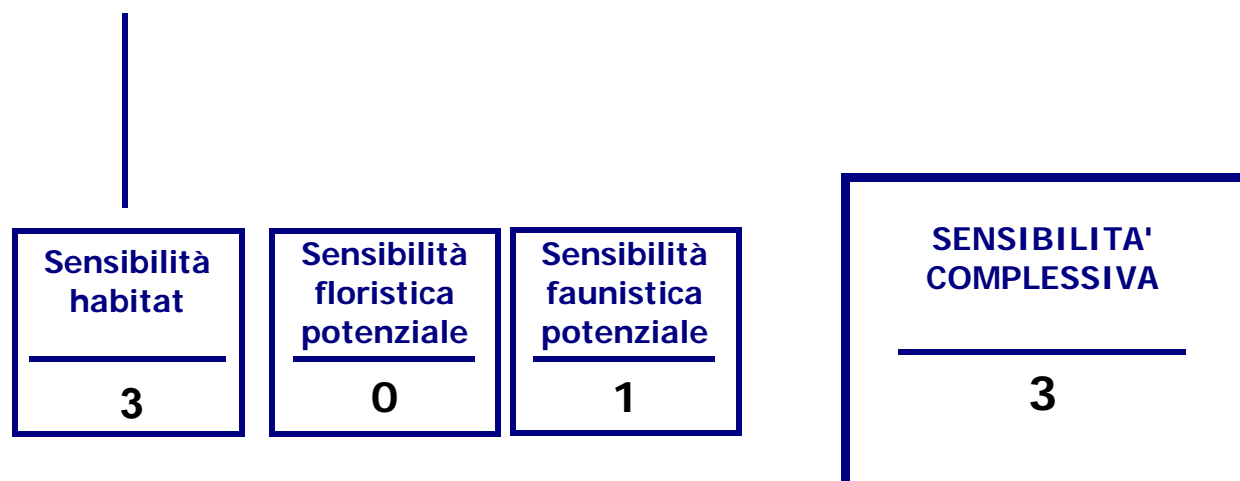 Sensibilità
habitat
3
Sensibilità
floristica
potenziale
0
Sensibilità
faunistica
potenziale
1
SENSIBILITA'
COMPLESSIVA
3